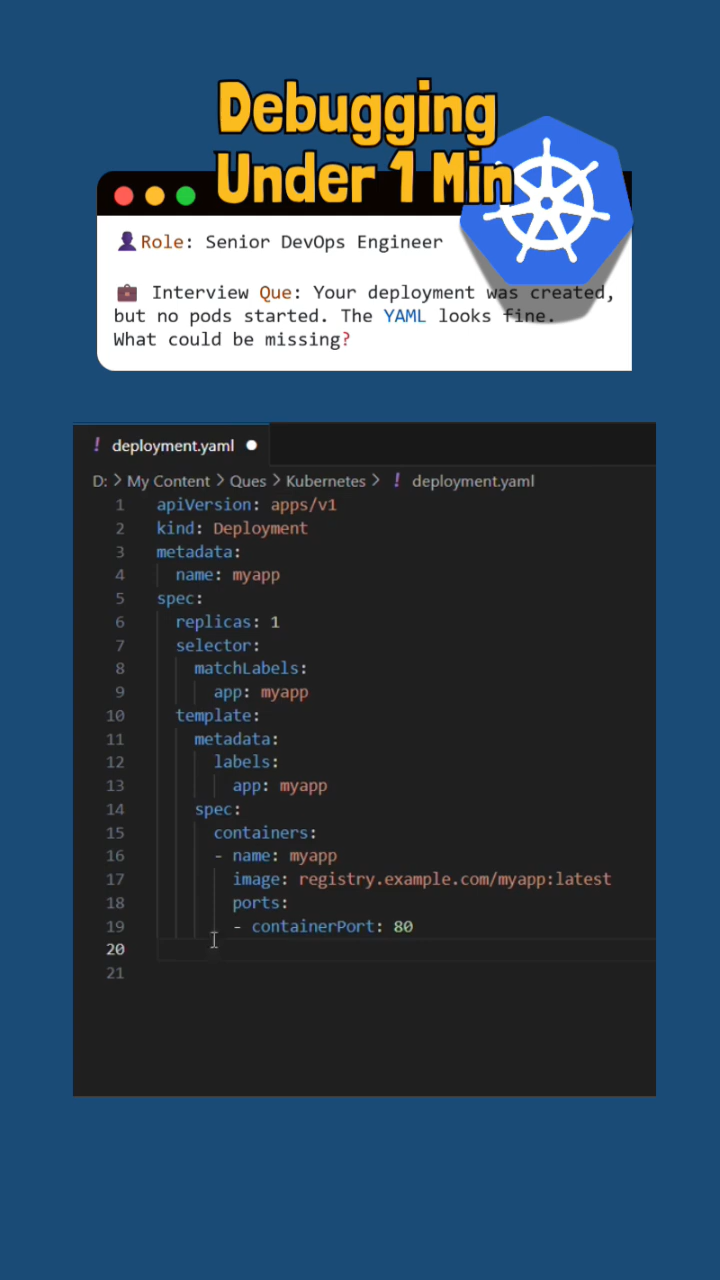 Debugging
Under 1 Min
Role: Senior DevOps Engineer
Interview Que: Your deployment was created,
but no pods started. The YAML looks fine.
What could be missing?
! deployment.yaml
D: > My Content > Ques > Kubernetes > ! deployment.yaml
1 apiVersion: apps/v1
2 kind: Deployment
3 metadata:
4   name: myapp
5 spec:
6   replicas: 1
7   selector:
8     matchLabels:
9       app: myapp
10   template:
11     metadata:
12       labels:
13         app: myapp
14     spec:
15       containers:
16       - name: myapp
17         image: registry.example.com/myapp:latest
18         ports:
19         - containerPort: 80
20
21